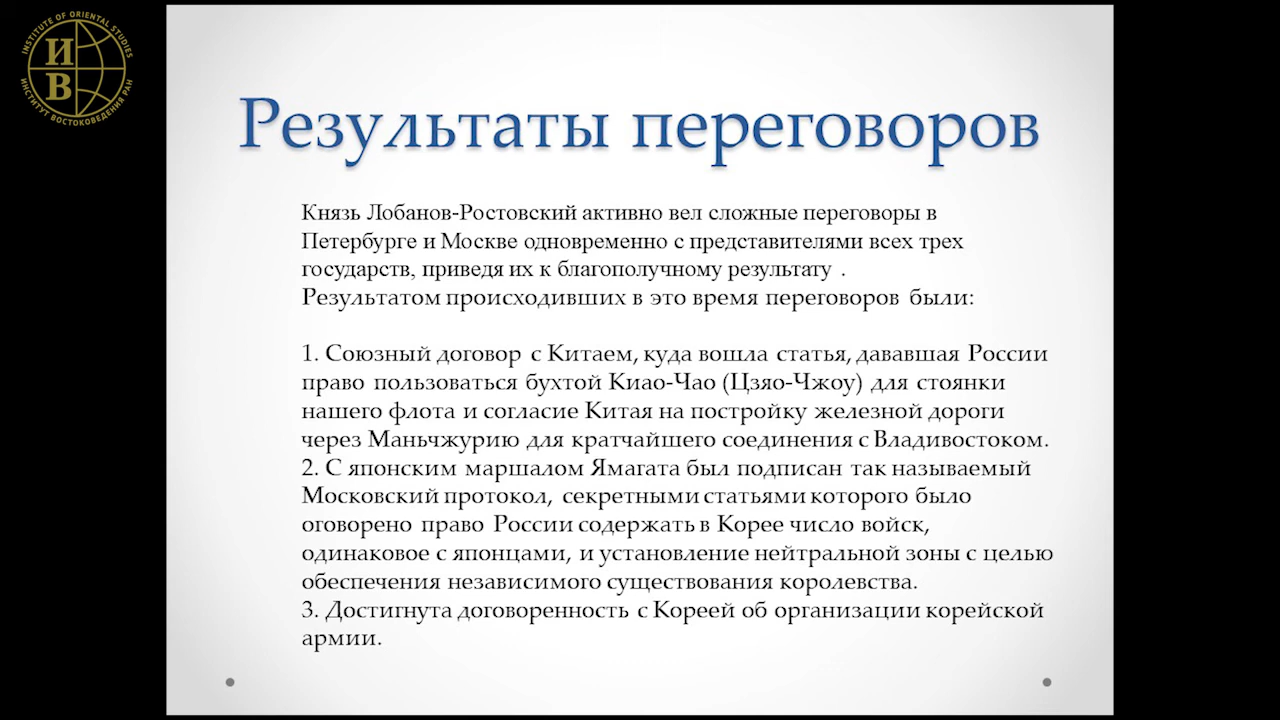 INSTITUTE OF ORIENTAL STUDIES
ИВ
ИНСТИТУТ ВОСТОКОВЕДЕНИЯ РАН
Результаты переговоров
Князь Лобанов-Ростовский активно вел сложные переговоры в
Петербурге и Москве одновременно с представителями всех трех
государств, приведя их к благополучному результату .
Результатом происходивших в это время переговоров были:
1. Союзный договор с Китаем, куда вошла статья, дававшая России
право пользоваться бухтой Киао-Чао (Цзяо-Чжоу) для стоянки
нашего флота и согласие Китая на постройку железной дороги
через Маньчжурию для кратчайшего соединения с Владивостоком.
2. С японским маршалом Ямагата был подписан так называемый
Московский протокол, секретными статьями которого было
оговорено право России содержать в Корее число войск,
одинаковое с японцами, и установление нейтральной зоны с целью
обеспечения независимого существования королевства.
3. Достигнута договоренность с Кореей об организации корейской
армии.